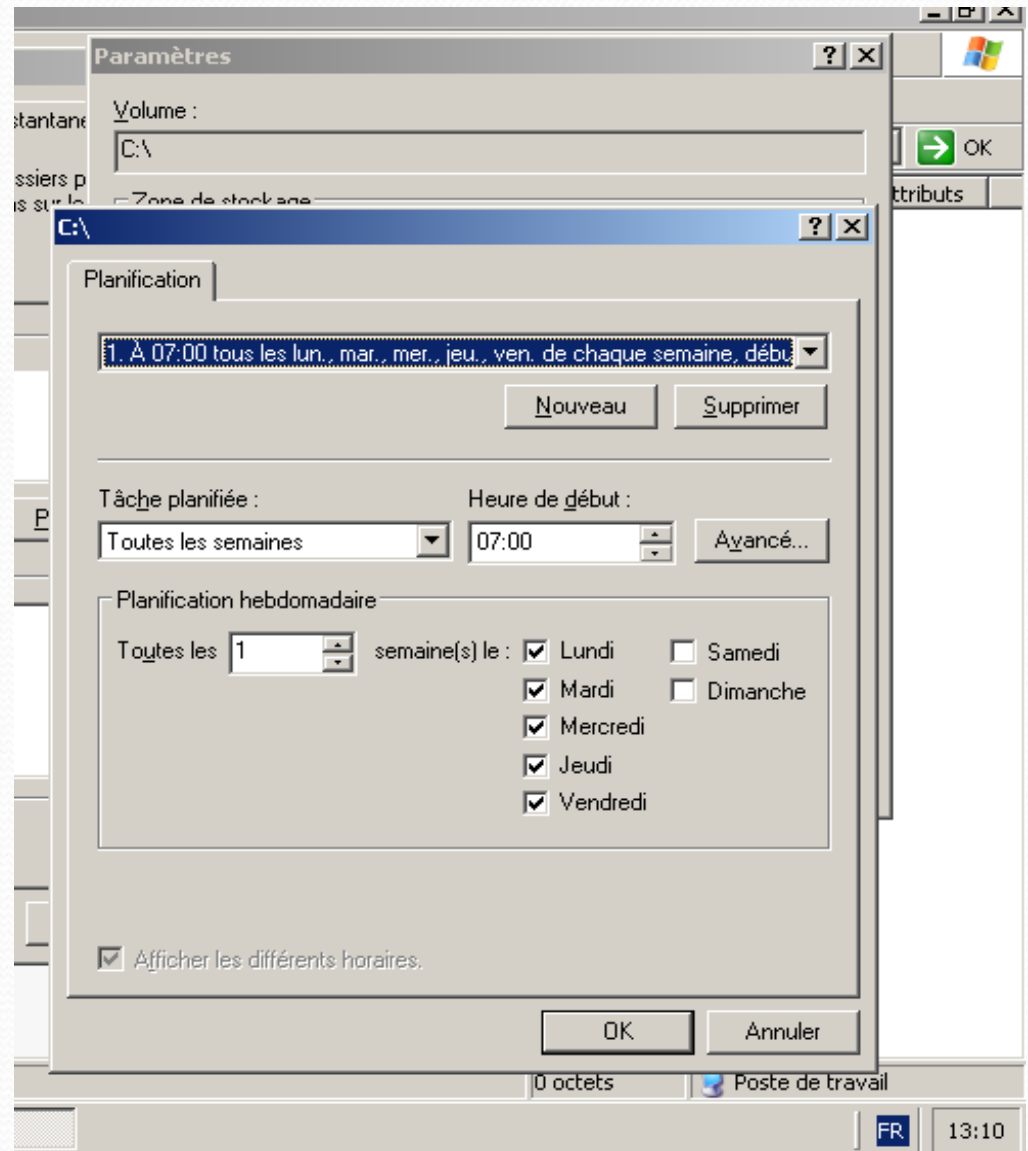 Paramètres
Volume :
C:\
OK
Zone de stockage
C:\
Planification
1. À 07:00 tous les lun., mar., mer., jeu., ven. de chaque semaine, débu
Nouveau
Supprimer
Tâche planifiée :
Heure de début :
Toutes les semaines
07:00
Avancé...
Planification hebdomadaire
Toutes les 1 semaine(s) le :
Lundi
Samedi
Mardi
Dimanche
Mercredi
Jeudi
Vendredi
Afficher les différents horaires.
OK
Annuler
0 octets
Poste de travail
FR
13:10